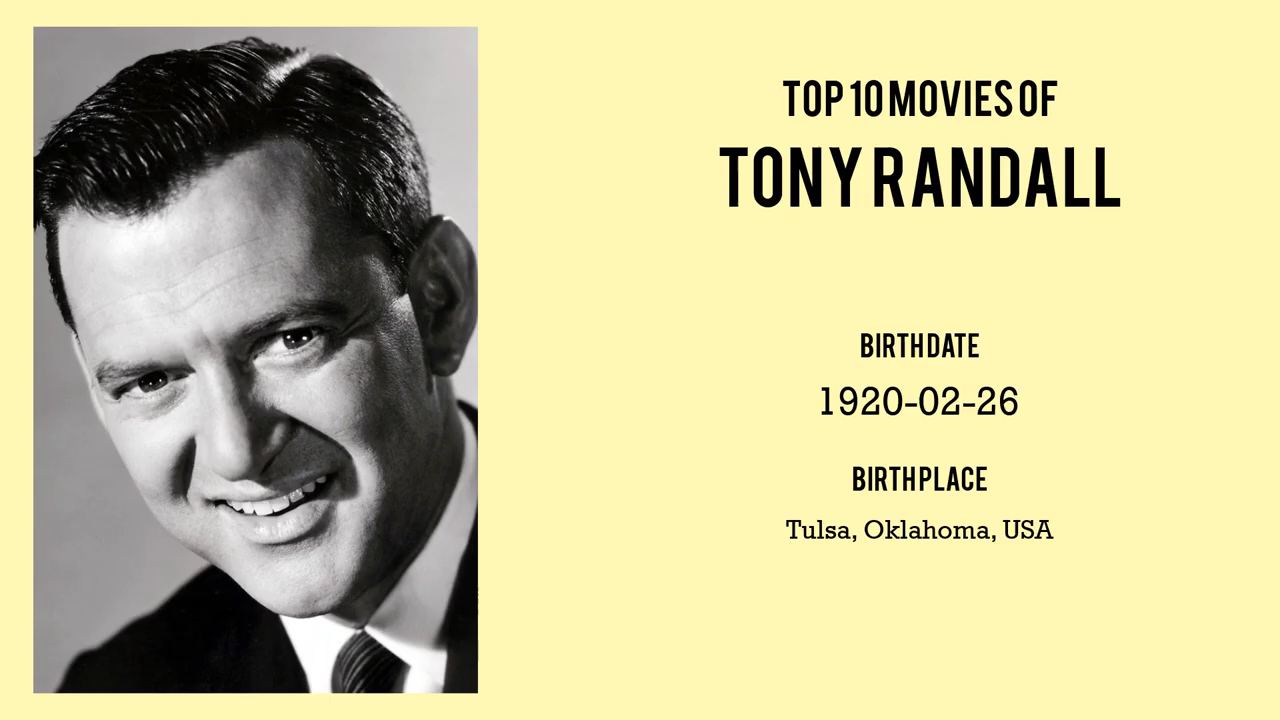 TOP 10 MOVIES OF
TONY RANDALL
BIRTHDATE
1920-02-26
BIRTHPLACE
Tulsa, Oklahoma, USA